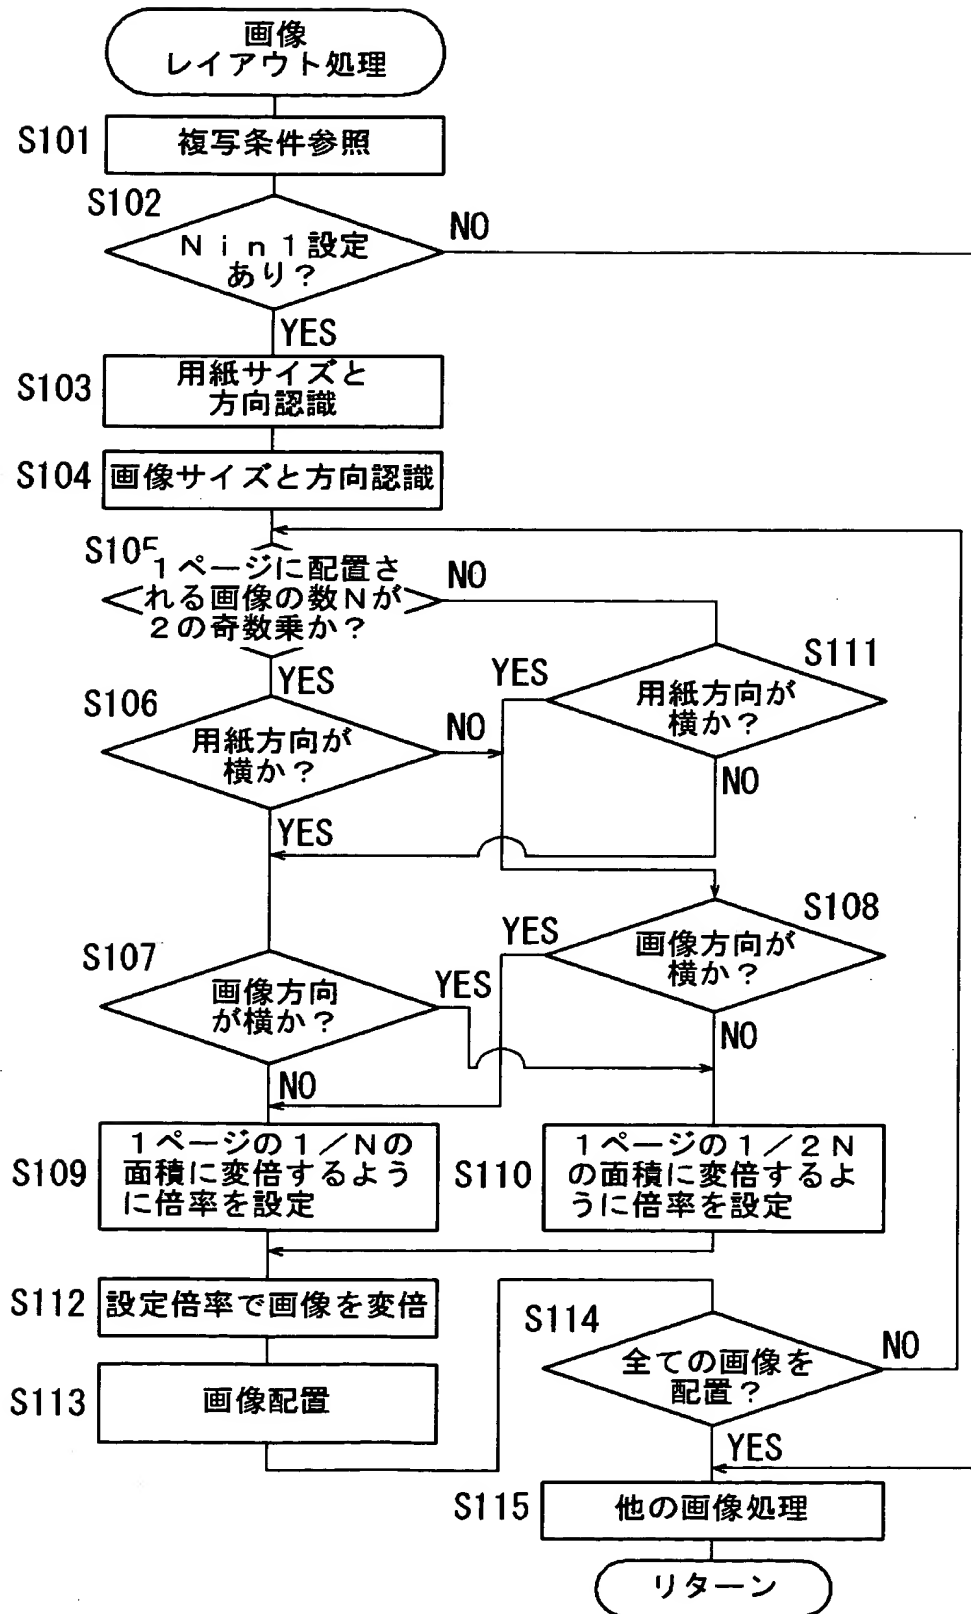 画像
レイアウト処理
S101
複写条件参照
S102
Ｎｉｎ１設定
あり？
NO
YES
S103
用紙サイズと
方向認識
S104
画像サイズと方向認識
S105
１ページに配置さ
れる画像の数Ｎが
２の奇数乗か？
NO
YES
S111
用紙方向が
横か？
YES
NO
S106
用紙方向が
横か？
NO
YES
S108
画像方向が
横か？
YES
NO
S107
画像方向
が横か？
YES
NO
S109
１ページの１／Ｎの
面積に変倍するよう
に倍率を設定
S110
１ページの１／２Ｎ
の面積に変倍するよ
うに倍率を設定
S112
設定倍率で画像を変倍
S113
画像配置
S114
全ての画像を
配置？
NO
YES
S115
他の画像処理
リターン